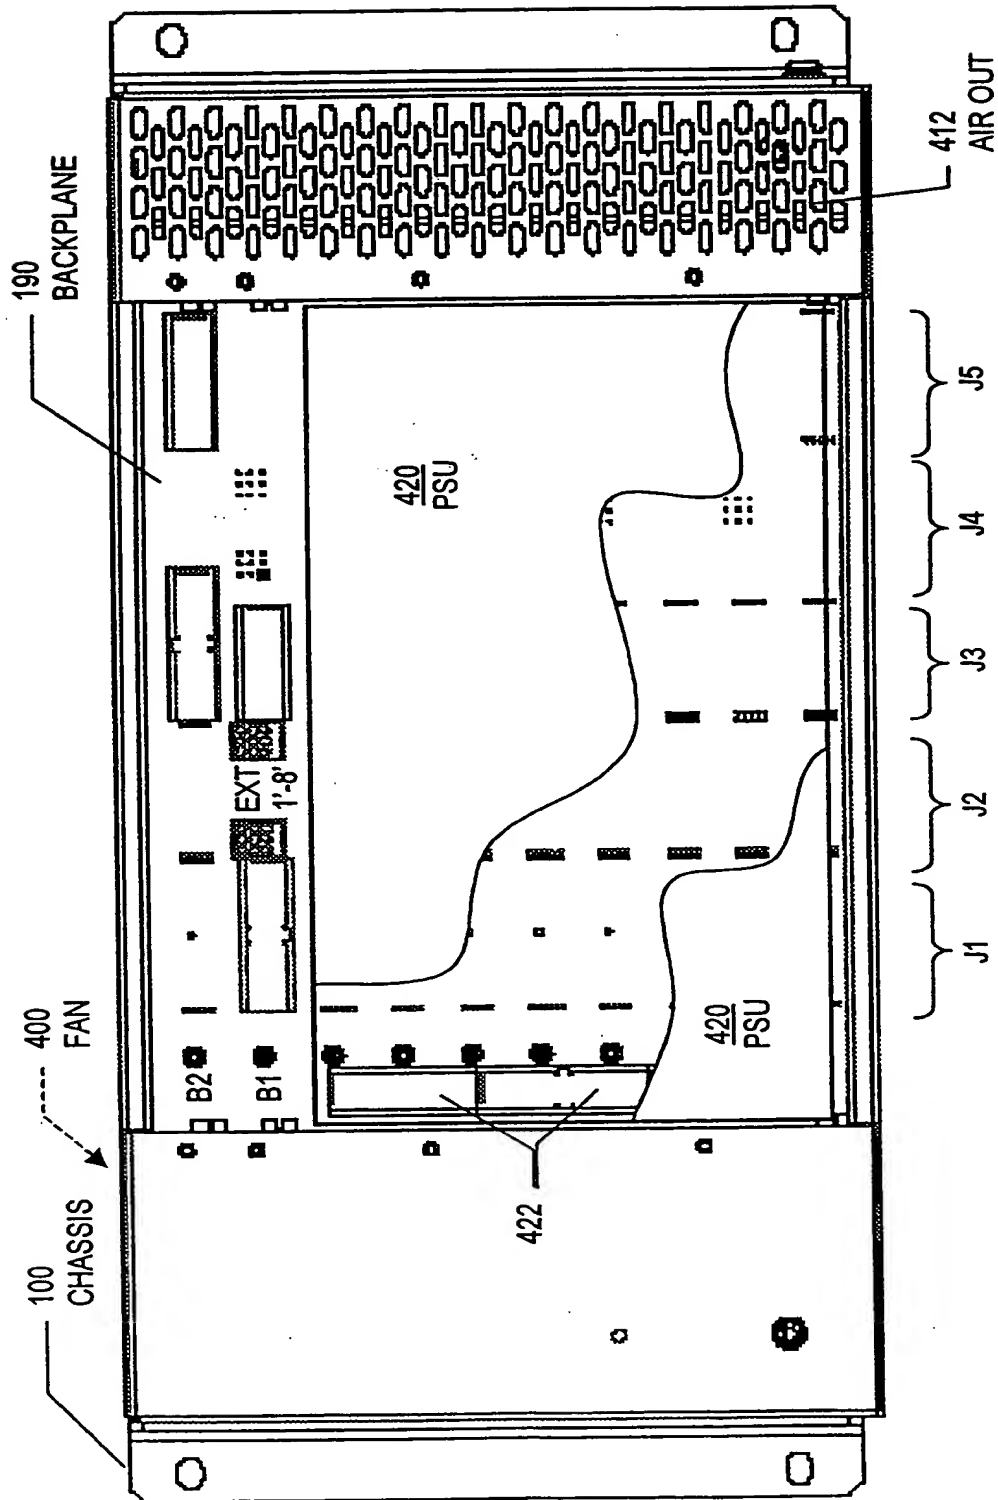 100
CHASSIS
400
FAN
190
BACKPLANE
B2
B1
EXT
1'-8'
420
PSU
420
PSU
422
412
AIR OUT
J1
J2
J3
J4
J5